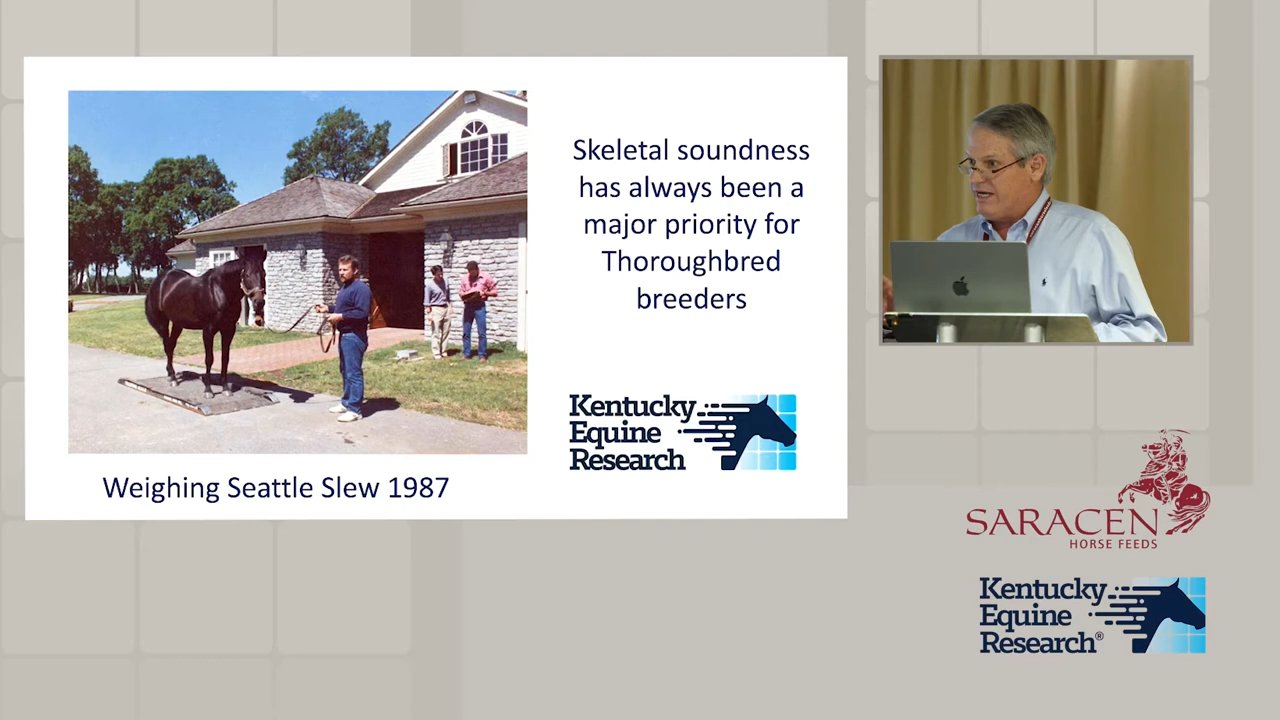 Skeletal soundness
has always been a
major priority for
Thoroughbred
breeders
Kentucky
Equine
Research
Weighing Seattle Slew 1987
SARACEN
HORSE FEEDS
Kentucky
Equine
Research®